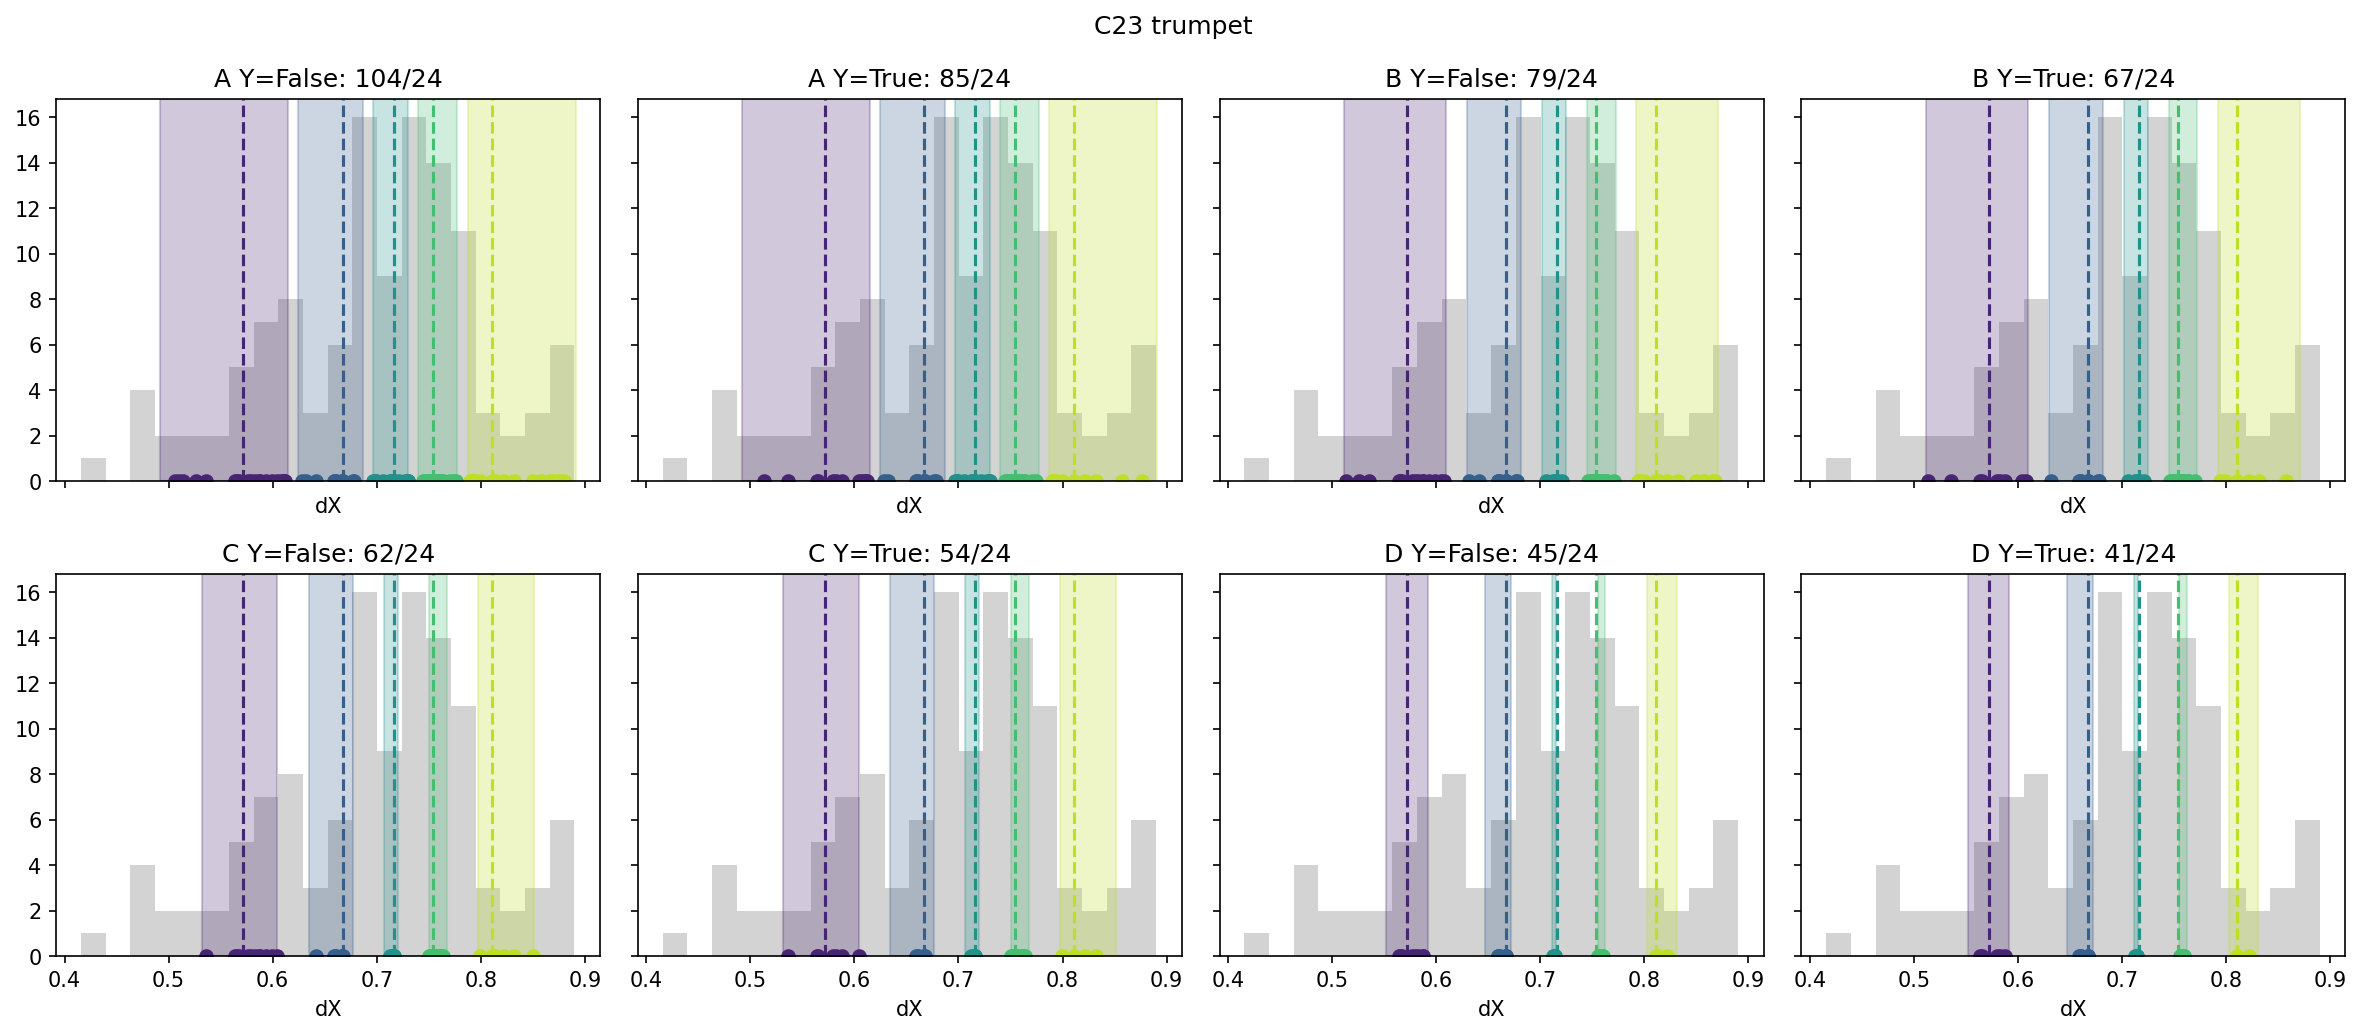 C23 trumpet
A Y=False: 104/24
A Y=True: 85/24
B Y=False: 79/24
B Y=True: 67/24
16
14
12
10
8
6
4
2
0
dX
dX
dX
dX
C Y=False: 62/24
C Y=True: 54/24
D Y=False: 45/24
D Y=True: 41/24
16
14
12
10
8
6
4
2
0
0.4 0.5 0.6 0.7 0.8 0.9
0.4 0.5 0.6 0.7 0.8 0.9
0.4 0.5 0.6 0.7 0.8 0.9
0.4 0.5 0.6 0.7 0.8 0.9
dX
dX
dX
dX